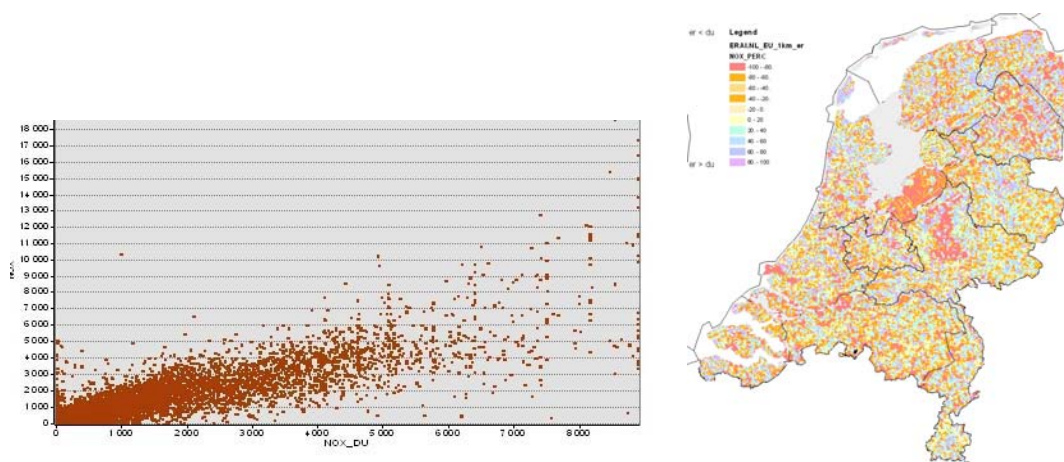 18 000
17 000
16 000
15 000
14 000
13 000
12 000
11 000
10 000
9 000
8 000
7 000
6 000
5 000
4 000
3 000
2 000
1 000
0
NOX
0
1 000
2 000
3 000
4 000
5 000
6 000
7 000
8 000
NOX_DU
er < du
Legend
ERAI.NL_EU_1km_er
NOX_PERC
-100 - -80
-80 - -60
-60 - -40
-40 - -20
-20 - 0
0 - 20
20 - 40
40 - 60
60 - 80
80 - 100
er > du